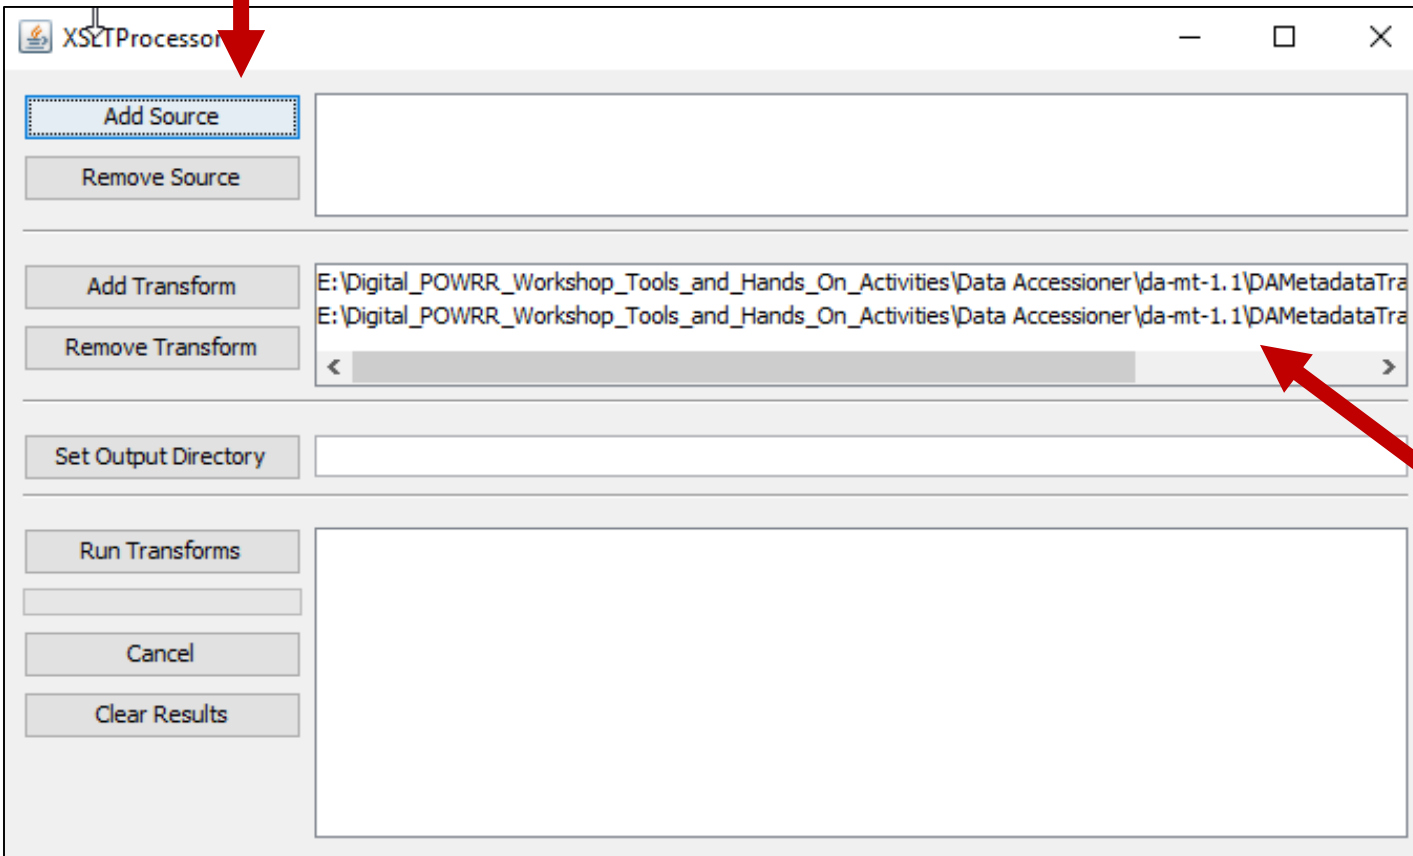 XSLTProcessor
Add Source
Remove Source
Add Transform
E:\Digital_POWRR_Workshop_Tools_and_Hands_On_Activities\Data Accessioner\da-mt-1.1\DAMetadataTra
E:\Digital_POWRR_Workshop_Tools_and_Hands_On_Activities\Data Accessioner\da-mt-1.1\DAMetadataTra
Remove Transform
Set Output Directory
Run Transforms
Cancel
Clear Results